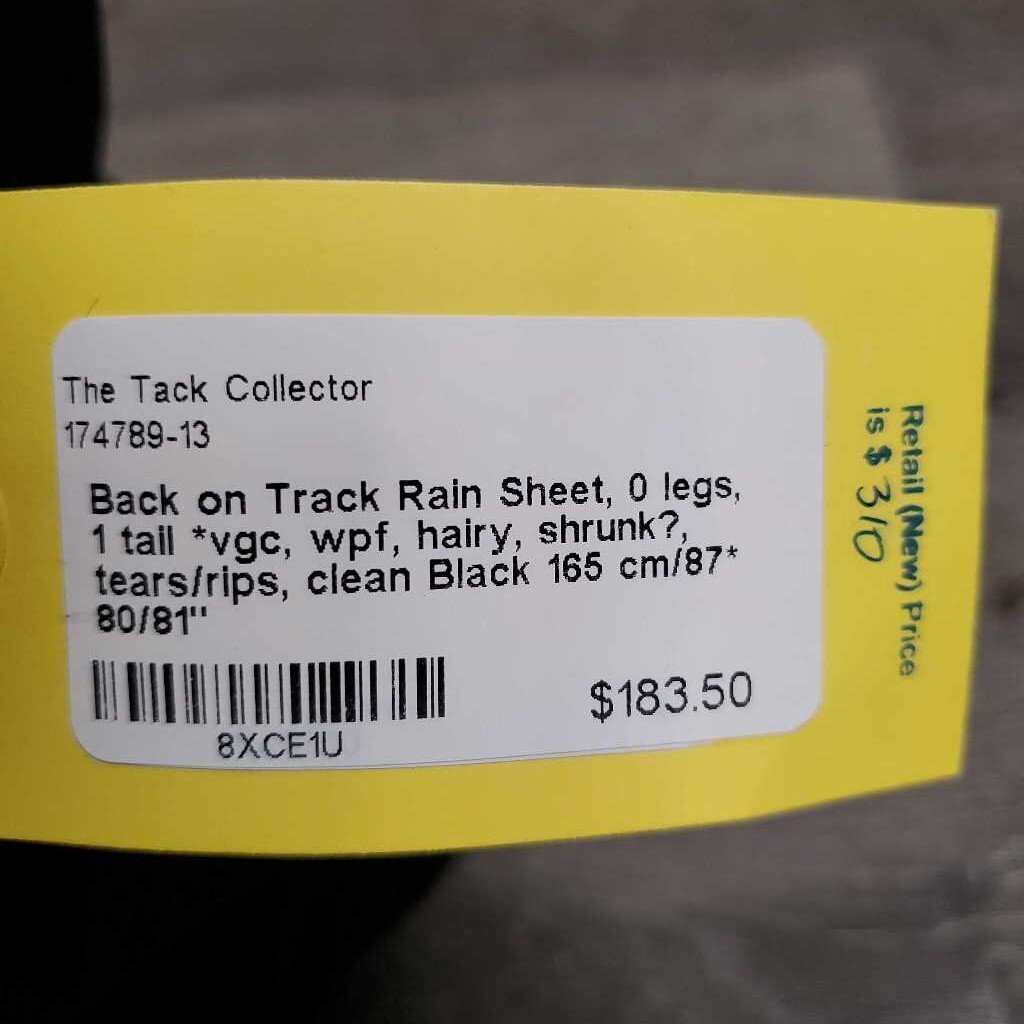 The Tack Collector
174789-13
Back on Track Rain Sheet, 0 legs,
1 tail *vgc, wpf, hairy, shrunk?,
tears/rips, clean Black 165 cm/87*
80/81"
$183.50
8XCE1U
Retail (New) Price
is $ 310